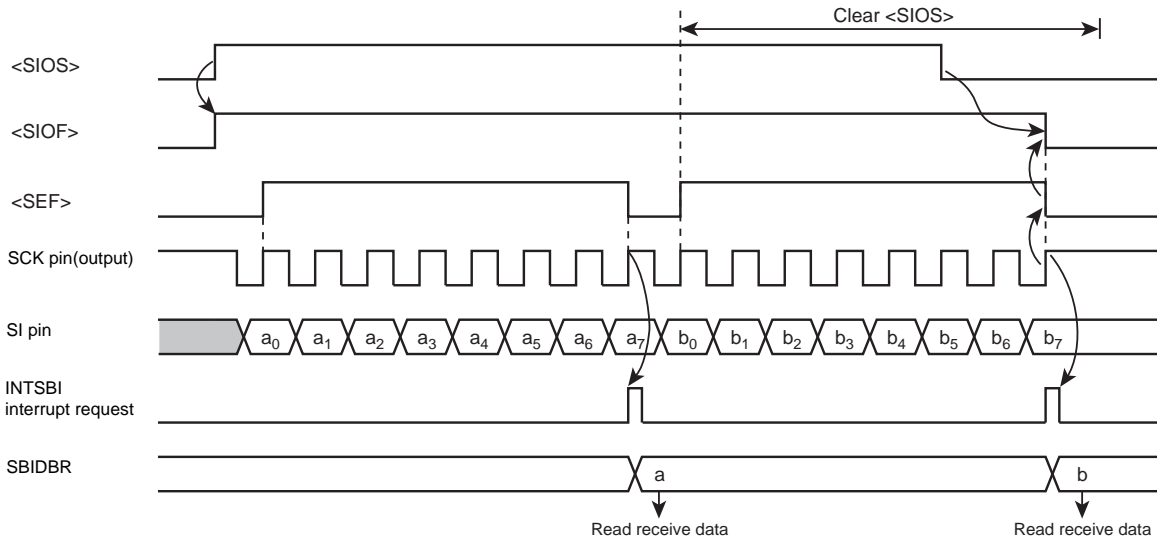 Clear <SIOS>
<SIOS>
<SIOF>
<SEF>
SCK pin(output)
SI pin
a0 a1 a2 a3 a4 a5 a6 a7 b0 b1 b2 b3 b4 b5 b6 b7
INTSBI
interrupt request
SBIDBR
a b
Read receive data Read receive data